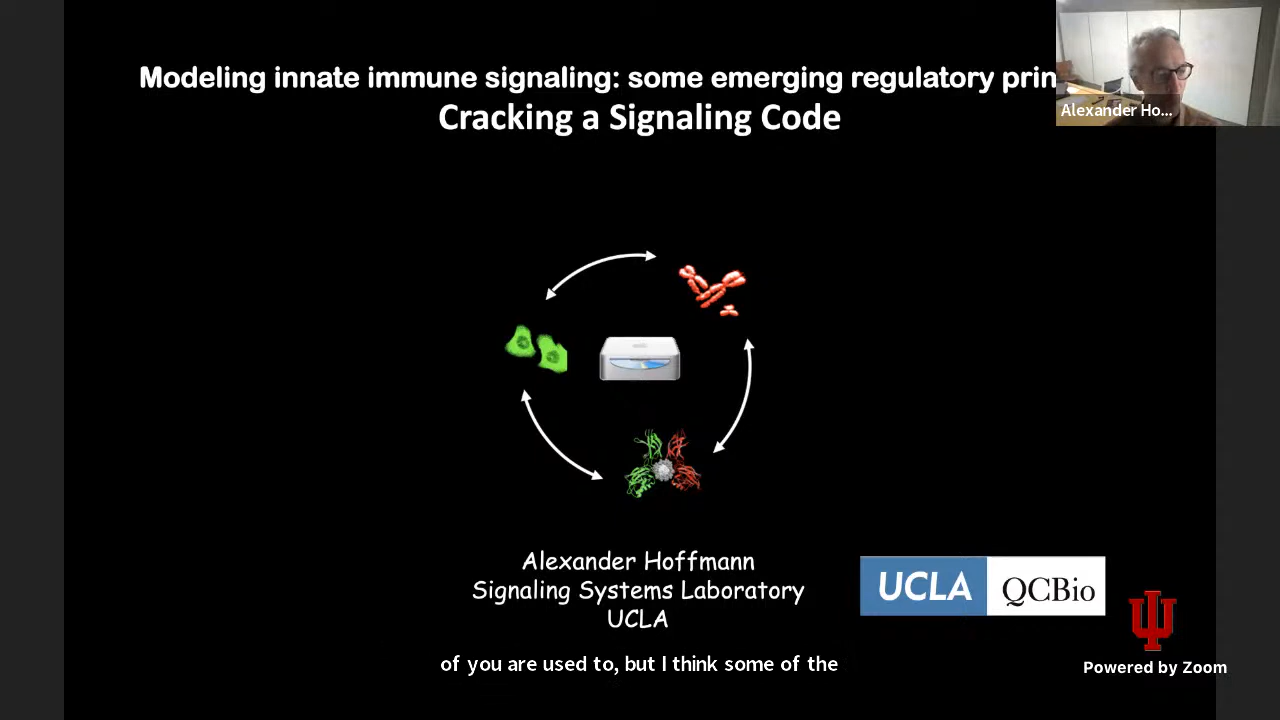 Modeling innate immune signaling: some emerging regulatory prin
Cracking a Signaling Code
Alexander Ho...
Alexander Hoffmann
Signaling Systems Laboratory
UCLA
UCLA QCBio
of you are used to, but I think some of the
Powered by Zoom